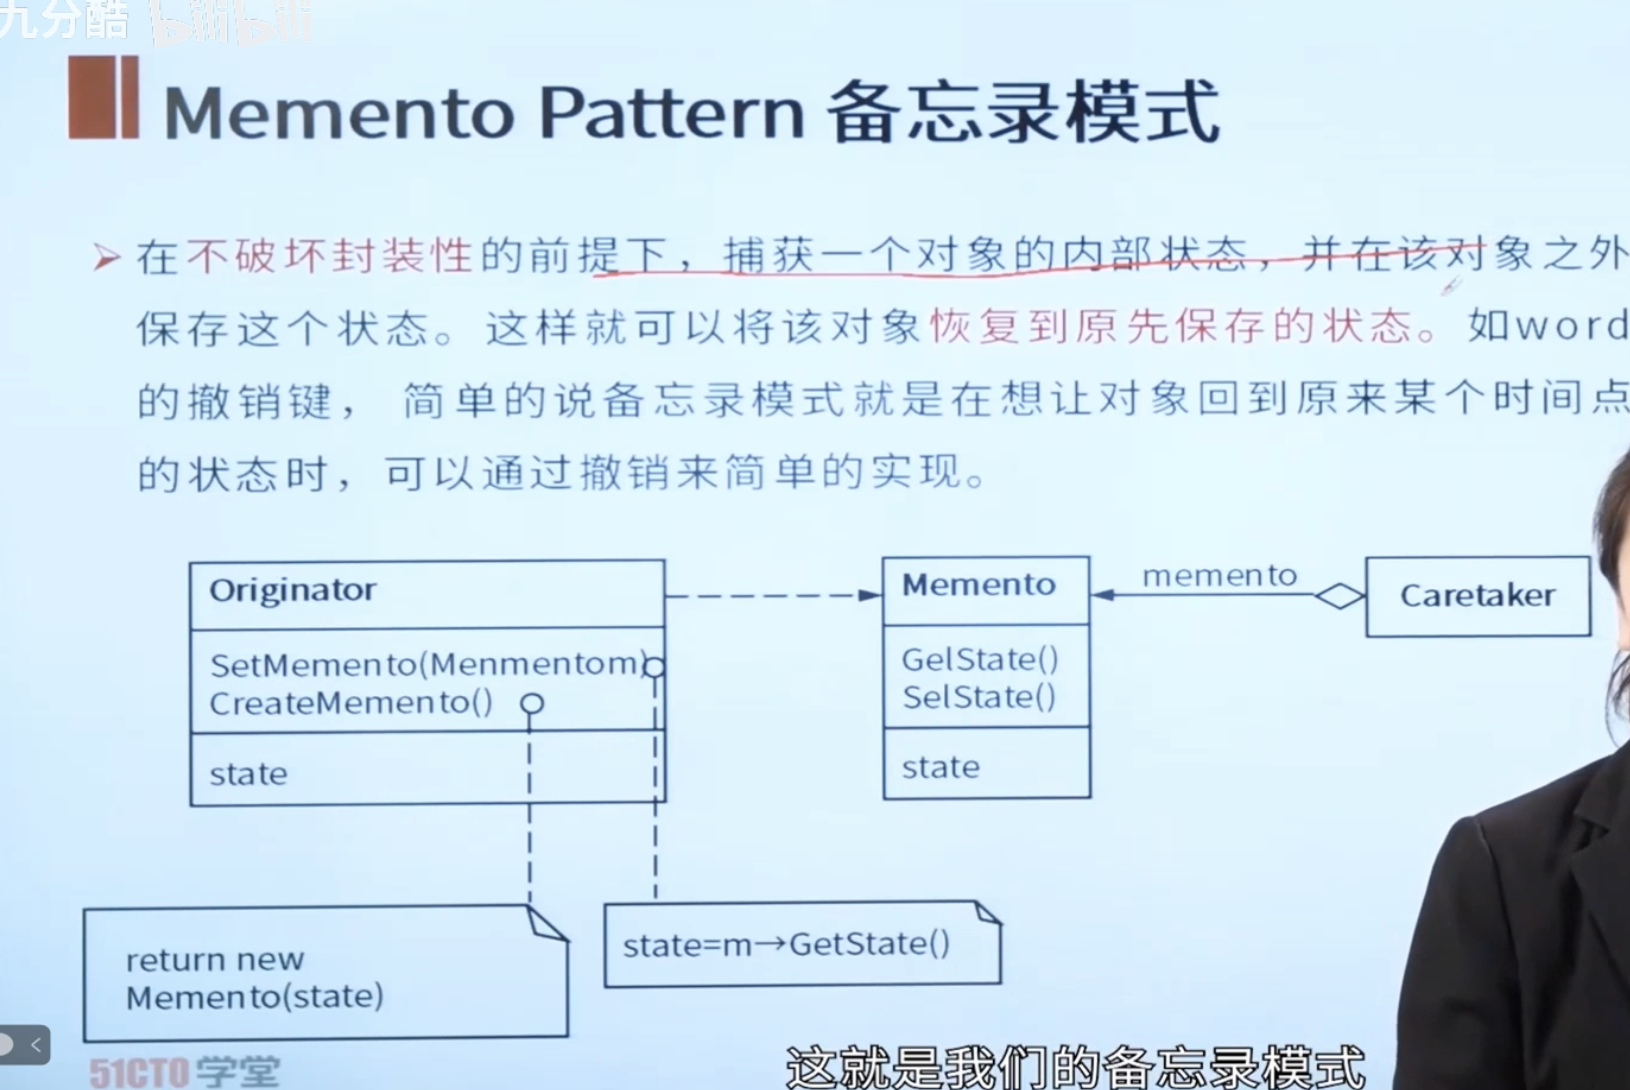 九分酷 bilibili
Memento Pattern 备忘录模式
在不破坏封装性的前提下，捕获一个对象的内部状态，并在该对象之外
保存这个状态。这样就可以将该对象恢复到原先保存的状态。如word
的撤销键， 简单的说备忘录模式就是在想让对象回到原来某个时间点
的状态时，可以通过撤销来简单的实现。
Originator
SetMemento(Menmentom)
CreateMemento()
state
Memento
GelState()
SelState()
state
memento
Caretaker
return new
Memento(state)
state=m→GetState()
<
51CTO学堂
这就是我们的备忘录模式